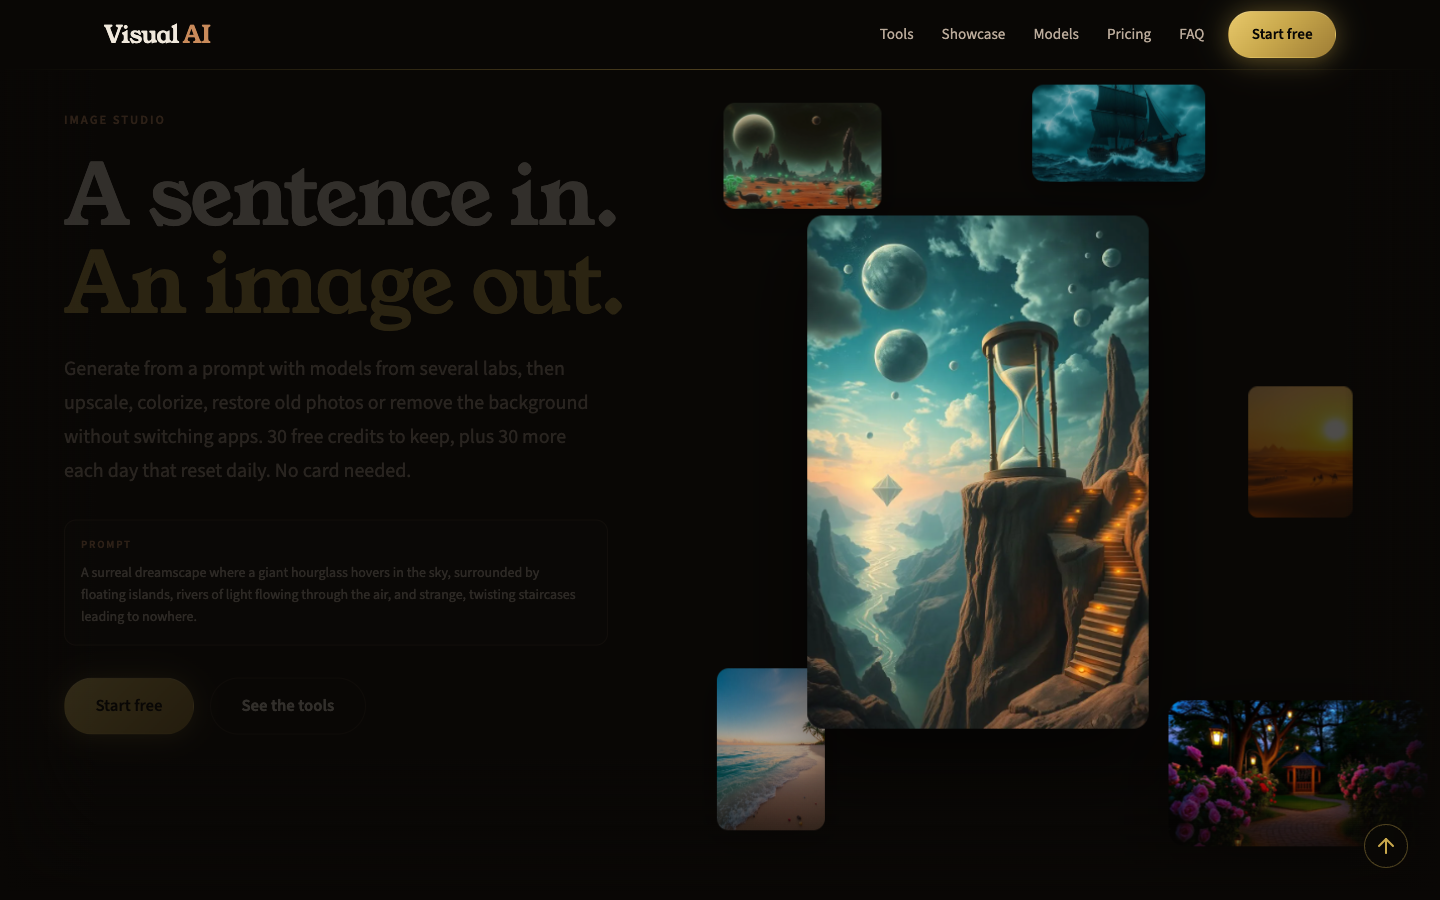 Visual AI
Tools
Showcase
Models
Pricing
FAQ
Start free
IMAGE STUDIO
A sentence in.
An image out.
Generate from a prompt with models from several labs, then
upscale, colorize, restore old photos or remove the background
without switching apps. 30 free credits to keep, plus 30 more
each day that reset daily. No card needed.
PROMPT
A surreal dreamscape where a giant hourglass hovers in the sky, surrounded by
floating islands, rivers of light flowing through the air, and strange, twisting staircases
leading to nowhere.
Start free
See the tools